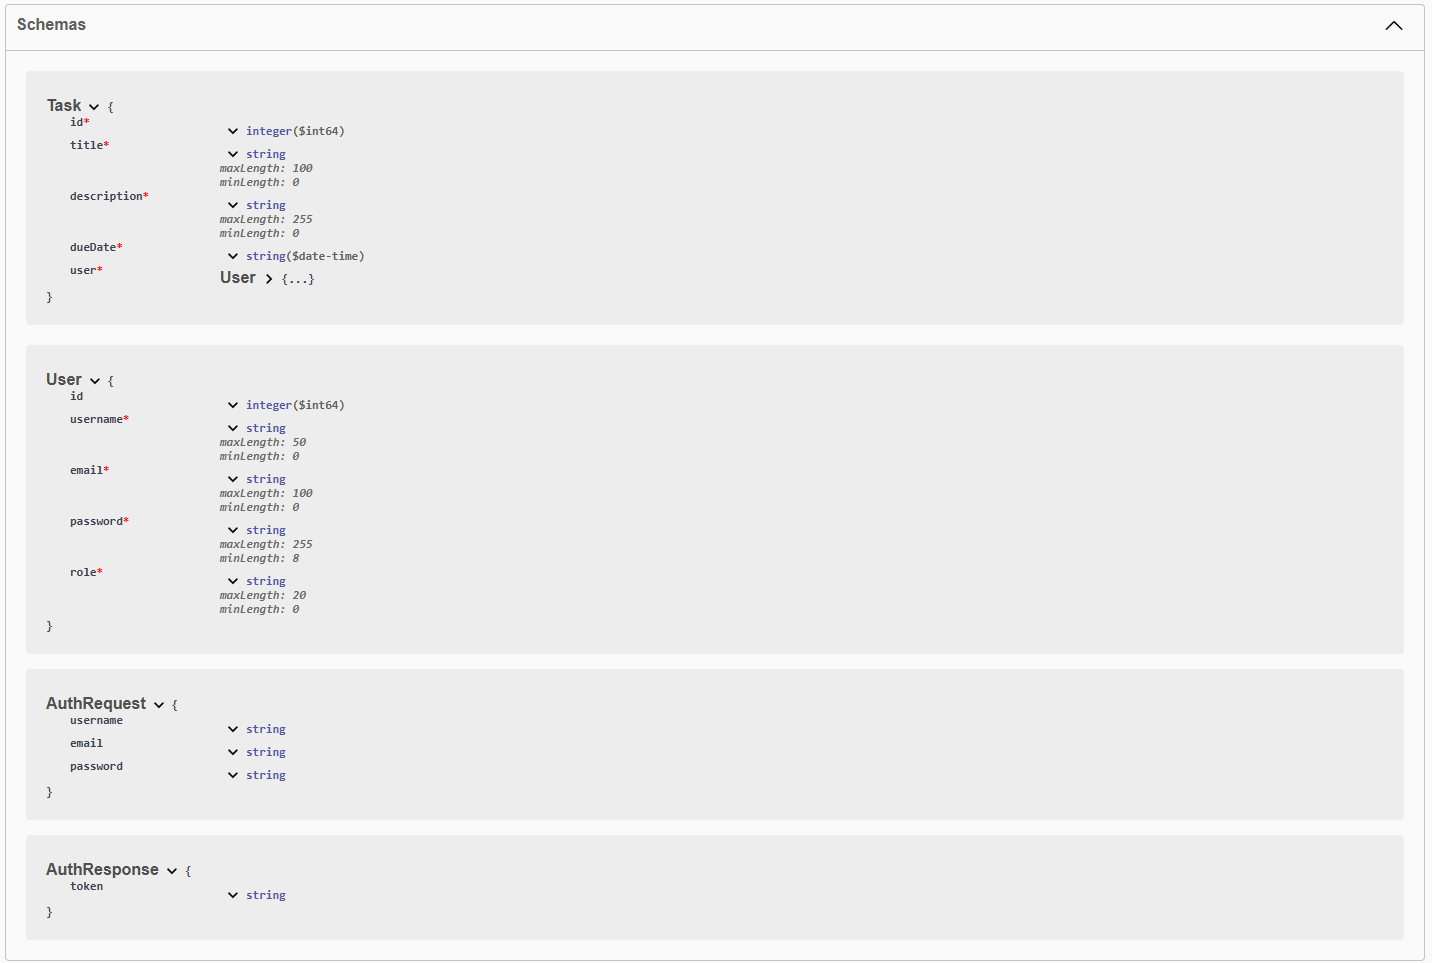 Schemas
Task {
id*
integer($int64)
title*
string
maxLength: 100
minLength: 0
description*
string
maxLength: 255
minLength: 0
dueDate*
string($date-time)
user*
User {...}
}
User {
id
integer($int64)
username*
string
maxLength: 50
minLength: 0
email*
string
maxLength: 100
minLength: 0
password*
string
maxLength: 255
minLength: 8
role*
string
maxLength: 20
minLength: 0
}
AuthRequest {
username
string
email
string
password
string
}
AuthResponse {
token
string
}